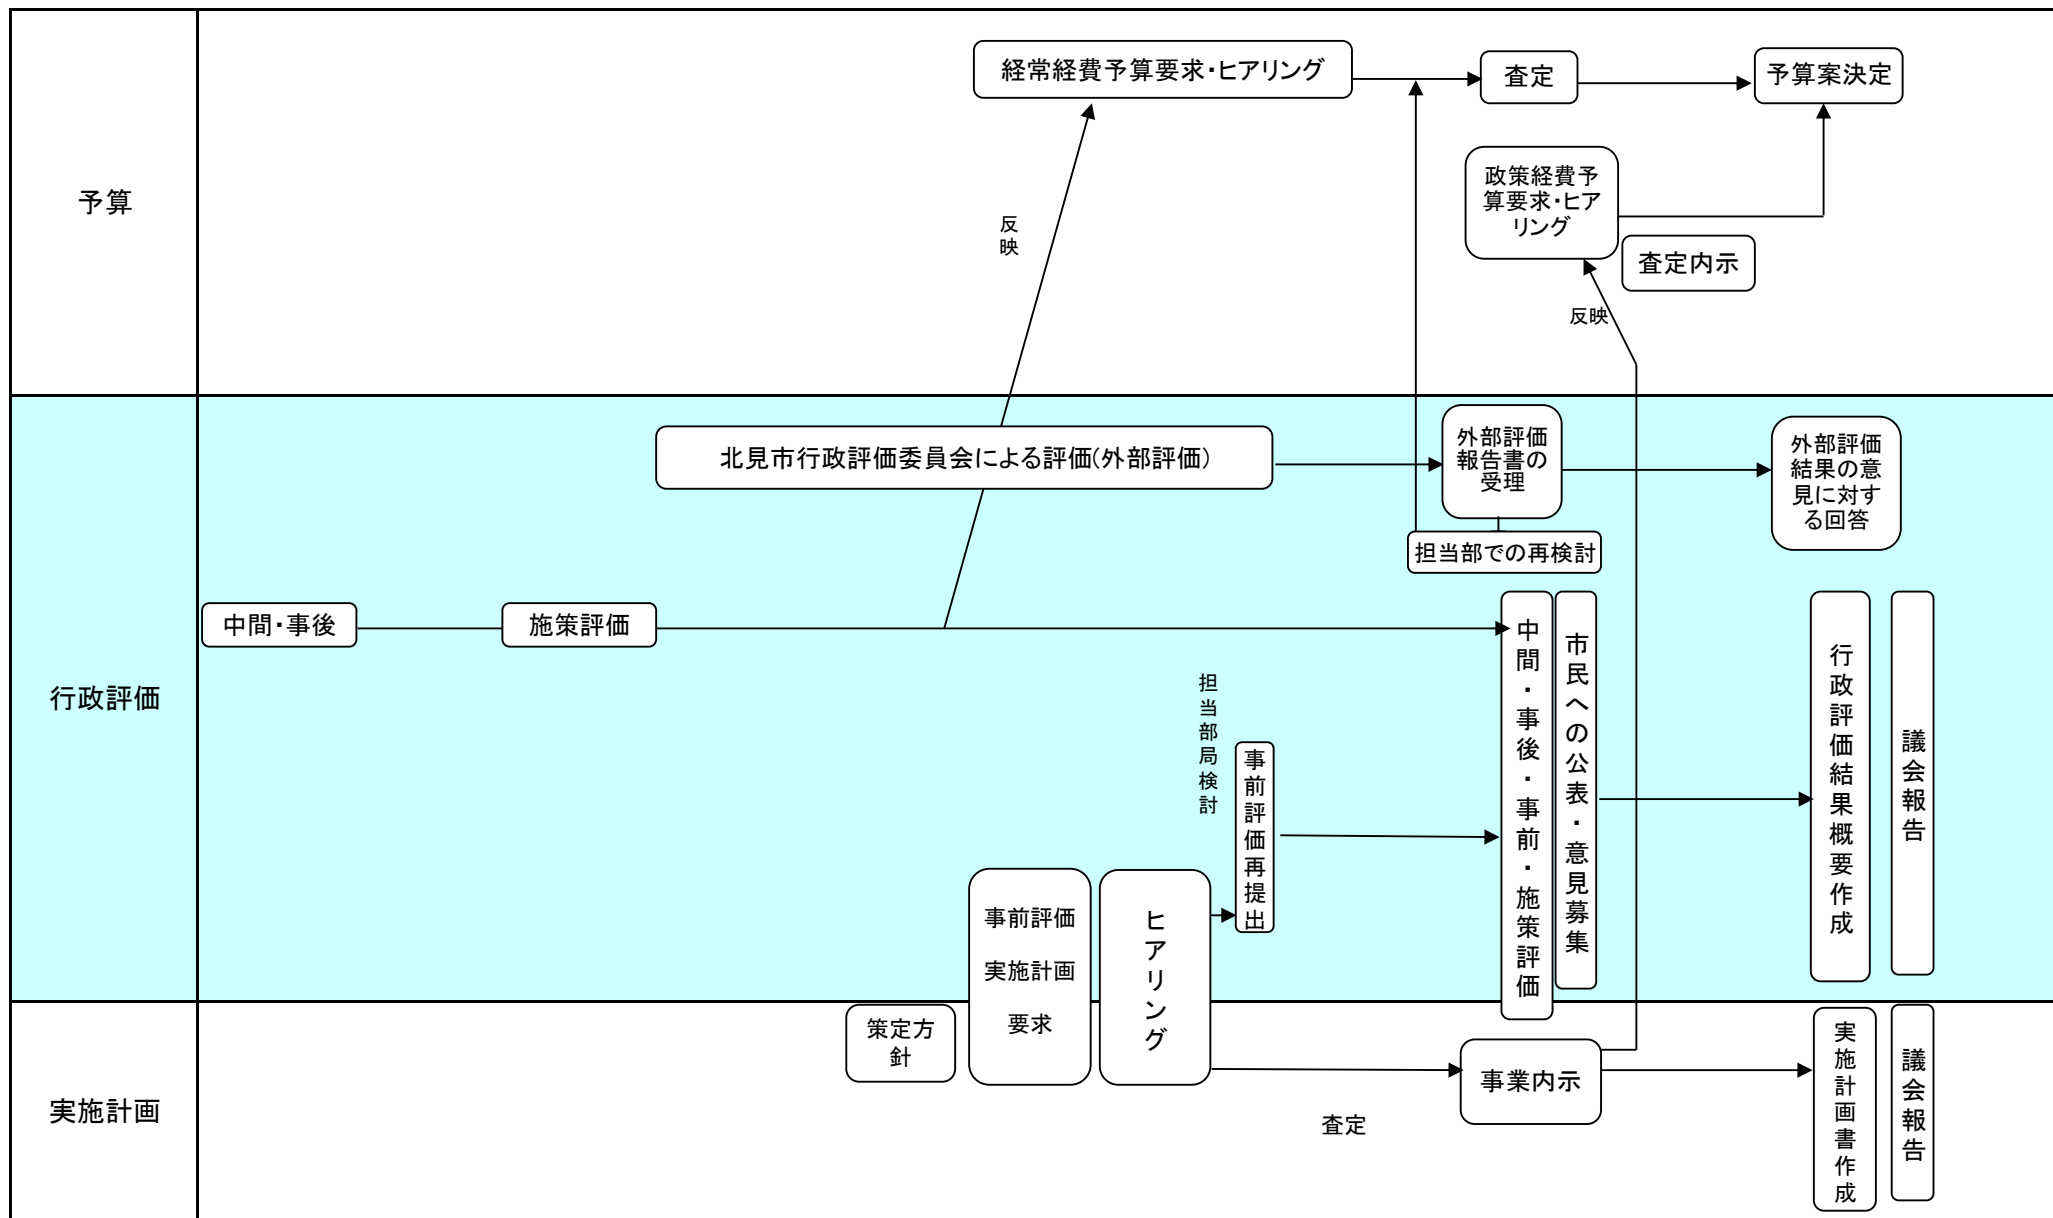 予算
経常経費予算要求・ヒアリング
査定
予算案決定
政策経費予
算要求・ヒア
リング
査定内示
反
映
反映
行政評価
北見市行政評価委員会による評価(外部評価)
外部評価
報告書の
受理
外部評価
結果の意
見に対す
る回答
担当部での再検討
中間・事後
施策評価
担当部局検討
事前評価再提出
中間・事後・事前・施策評価
市民への公表・意見募集
行政評価結果概要作成
議会報告
事前評価
実施計画
要求
ヒアリング
実施計画
策定方
針
事業内示
査定
実施計画書作成
議会報告